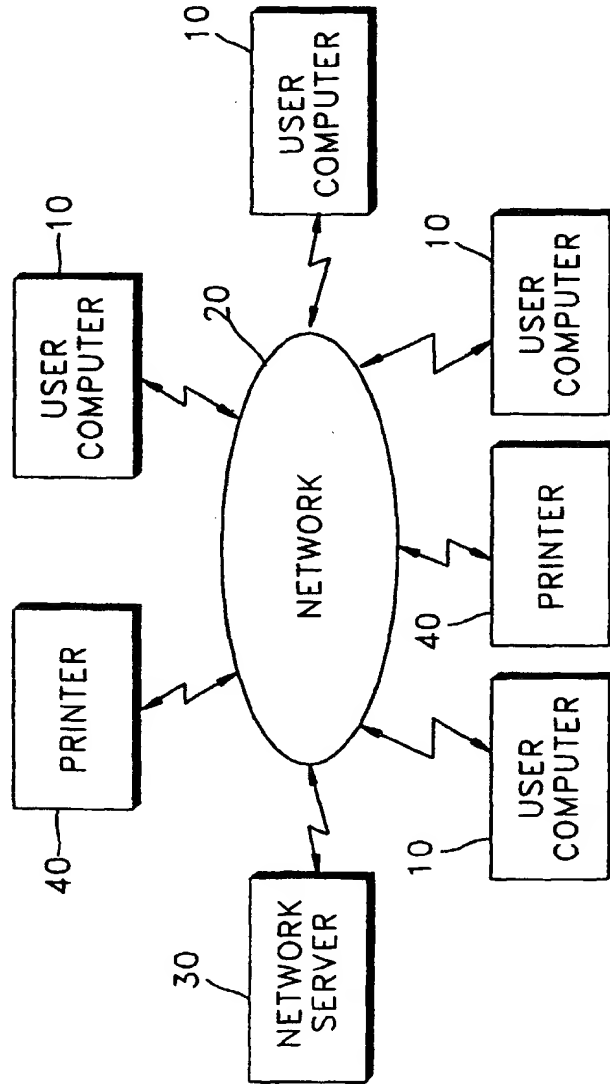 40
PRINTER
10
USER
COMPUTER
30
NETWORK
SERVER
20
NETWORK
10
USER
COMPUTER
10
USER
COMPUTER
40
PRINTER
10
USER
COMPUTER